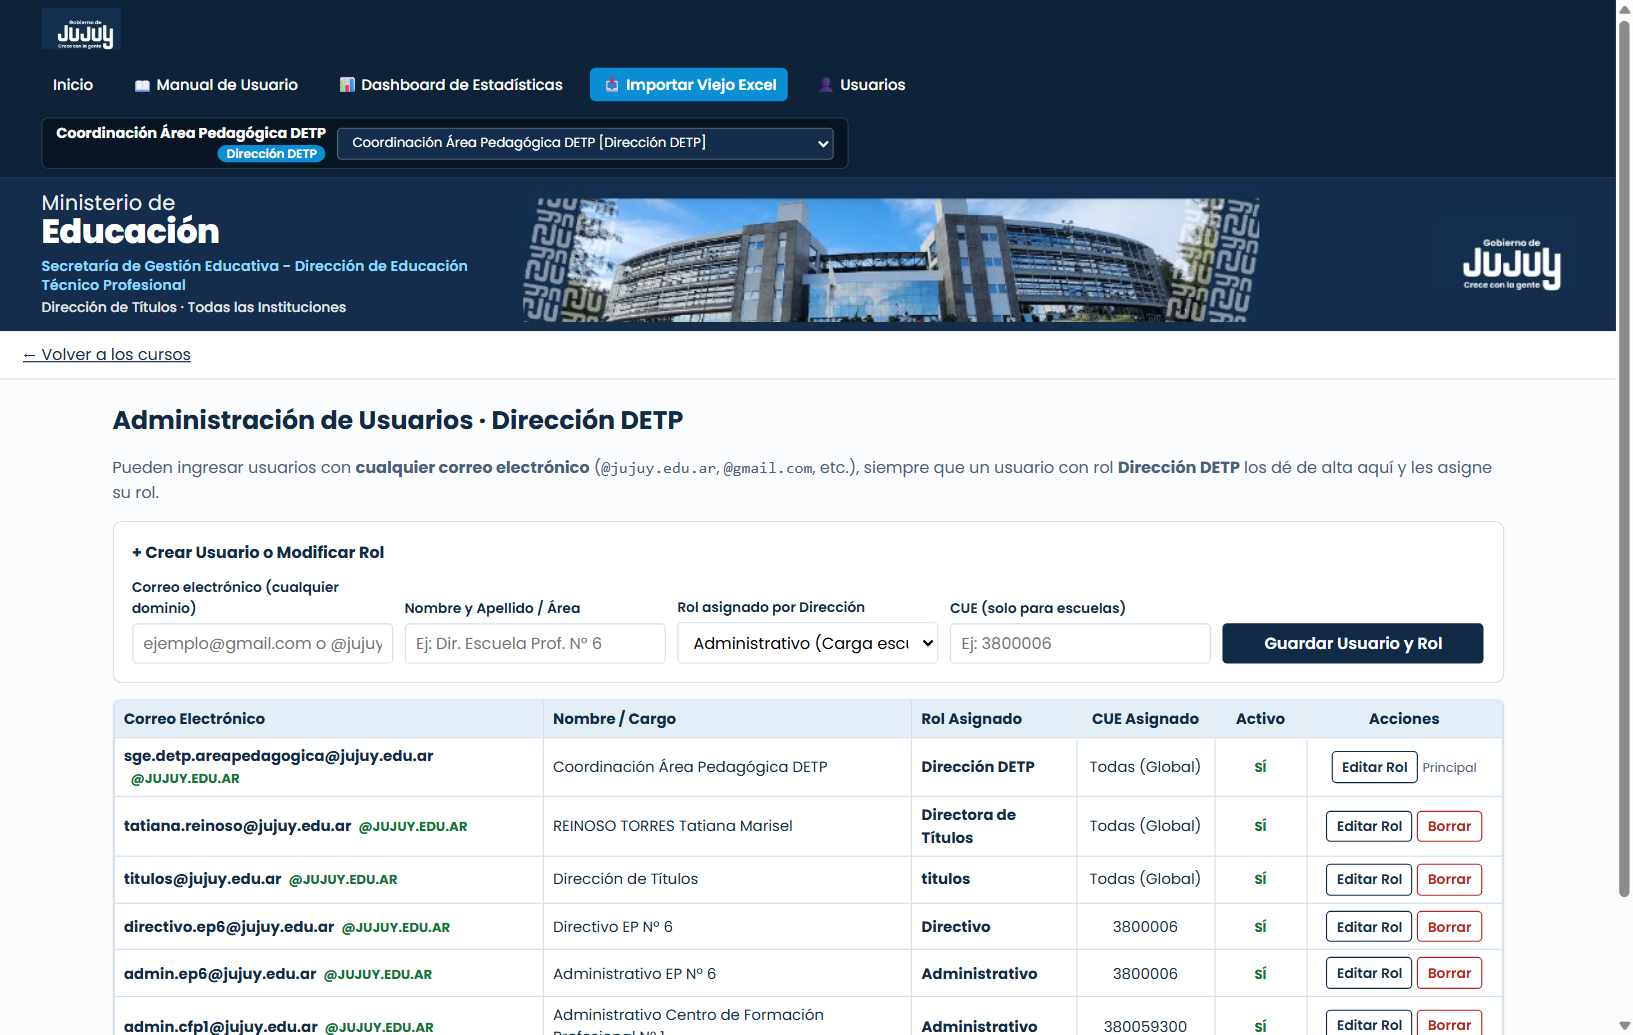 Gobierno de
JUJUY
Crece con la gente
Inicio
Manual de Usuario
Dashboard de Estadísticas
Importar Viejo Excel
Usuarios
Coordinación Área Pedagógica DETP
Dirección DETP
Coordinación Área Pedagógica DETP [Dirección DETP]
Ministerio de
Educación
Secretaría de Gestión Educativa - Dirección de Educación
Técnico Profesional
Dirección de Títulos · Todas las Instituciones
Gobierno de
JUJUY
Crece con la gente
← Volver a los cursos
Administración de Usuarios · Dirección DETP
Pueden ingresar usuarios con cualquier correo electrónico (@jujuy.edu.ar, @gmail.com, etc.), siempre que un usuario con rol Dirección DETP los dé de alta aquí y les asigne
su rol.
+ Crear Usuario o Modificar Rol
Correo electrónico (cualquier
dominio)
Nombre y Apellido / Área
Rol asignado por Dirección
CUE (solo para escuelas)
ejemplo@gmail.com o @jujuy
Ej: Dir. Escuela Prof. Nº 6
Administrativo (Carga escu
Ej: 3800006
Guardar Usuario y Rol
Correo Electrónico Nombre / Cargo Rol Asignado CUE Asignado Activo Acciones
sge.detp.areapedagogica@jujuy.edu.ar
@JUJUY.EDU.AR
Coordinación Área Pedagógica DETP Dirección DETP Todas (Global) SÍ Editar Rol Principal
tatiana.reinoso@jujuy.edu.ar @JUJUY.EDU.AR REINOSO TORRES Tatiana Marisel Directora de
Títulos
Todas (Global) SÍ Editar Rol Borrar
titulos@jujuy.edu.ar @JUJUY.EDU.AR Dirección de Títulos titulos Todas (Global) SÍ Editar Rol Borrar
directivo.ep6@jujuy.edu.ar @JUJUY.EDU.AR Directivo EP Nº 6 Directivo 3800006 SÍ Editar Rol Borrar
admin.ep6@jujuy.edu.ar @JUJUY.EDU.AR Administrativo EP Nº 6 Administrativo 3800006 SÍ Editar Rol Borrar
admin.cfp1@jujuy.edu.ar @JUJUY.EDU.AR Administrativo Centro de Formación
Profesional Nº 1
Administrativo 380059300 SÍ Editar Rol Borrar